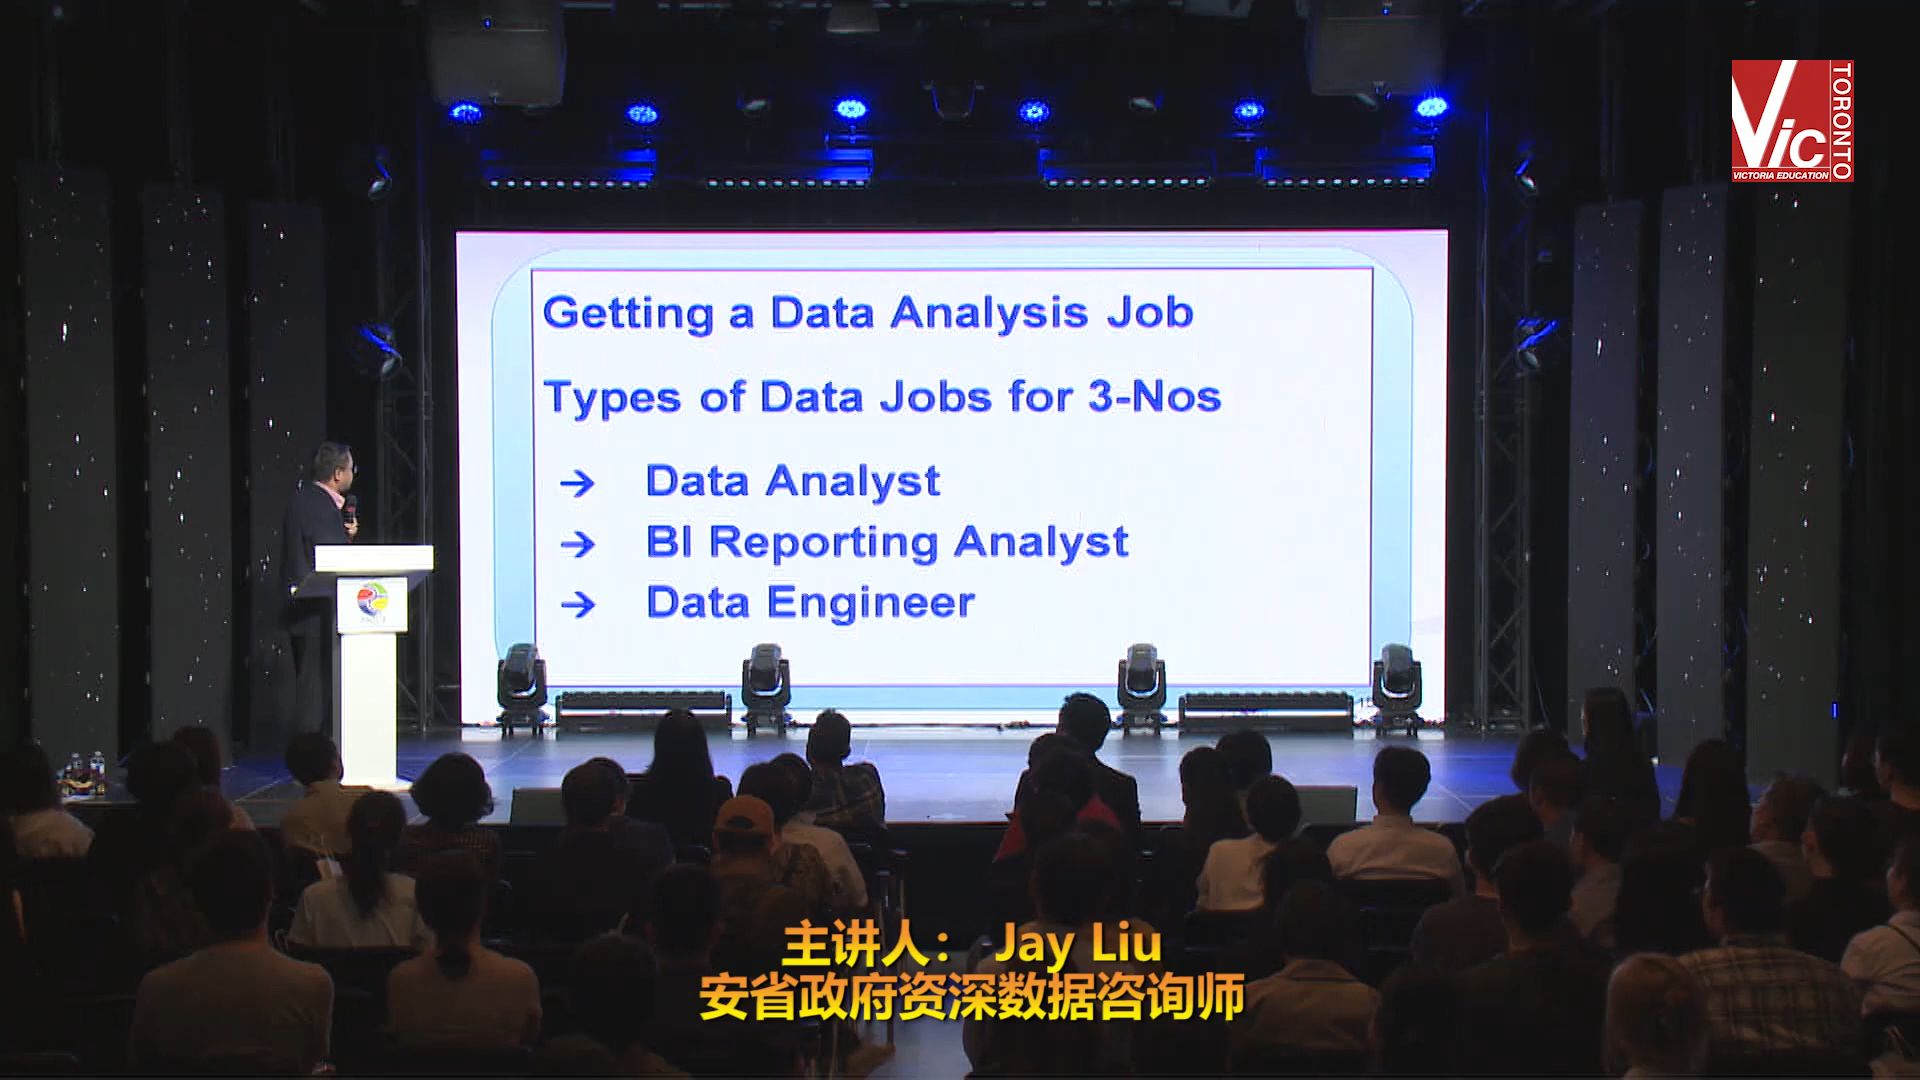 Vic
TORONTO
VICTORIA EDUCATION
Getting a Data Analysis Job
Types of Data Jobs for 3-Nos
→ Data Analyst
→ BI Reporting Analyst
→ Data Engineer
主讲人： Jay Liu
安省政府资深数据咨询师